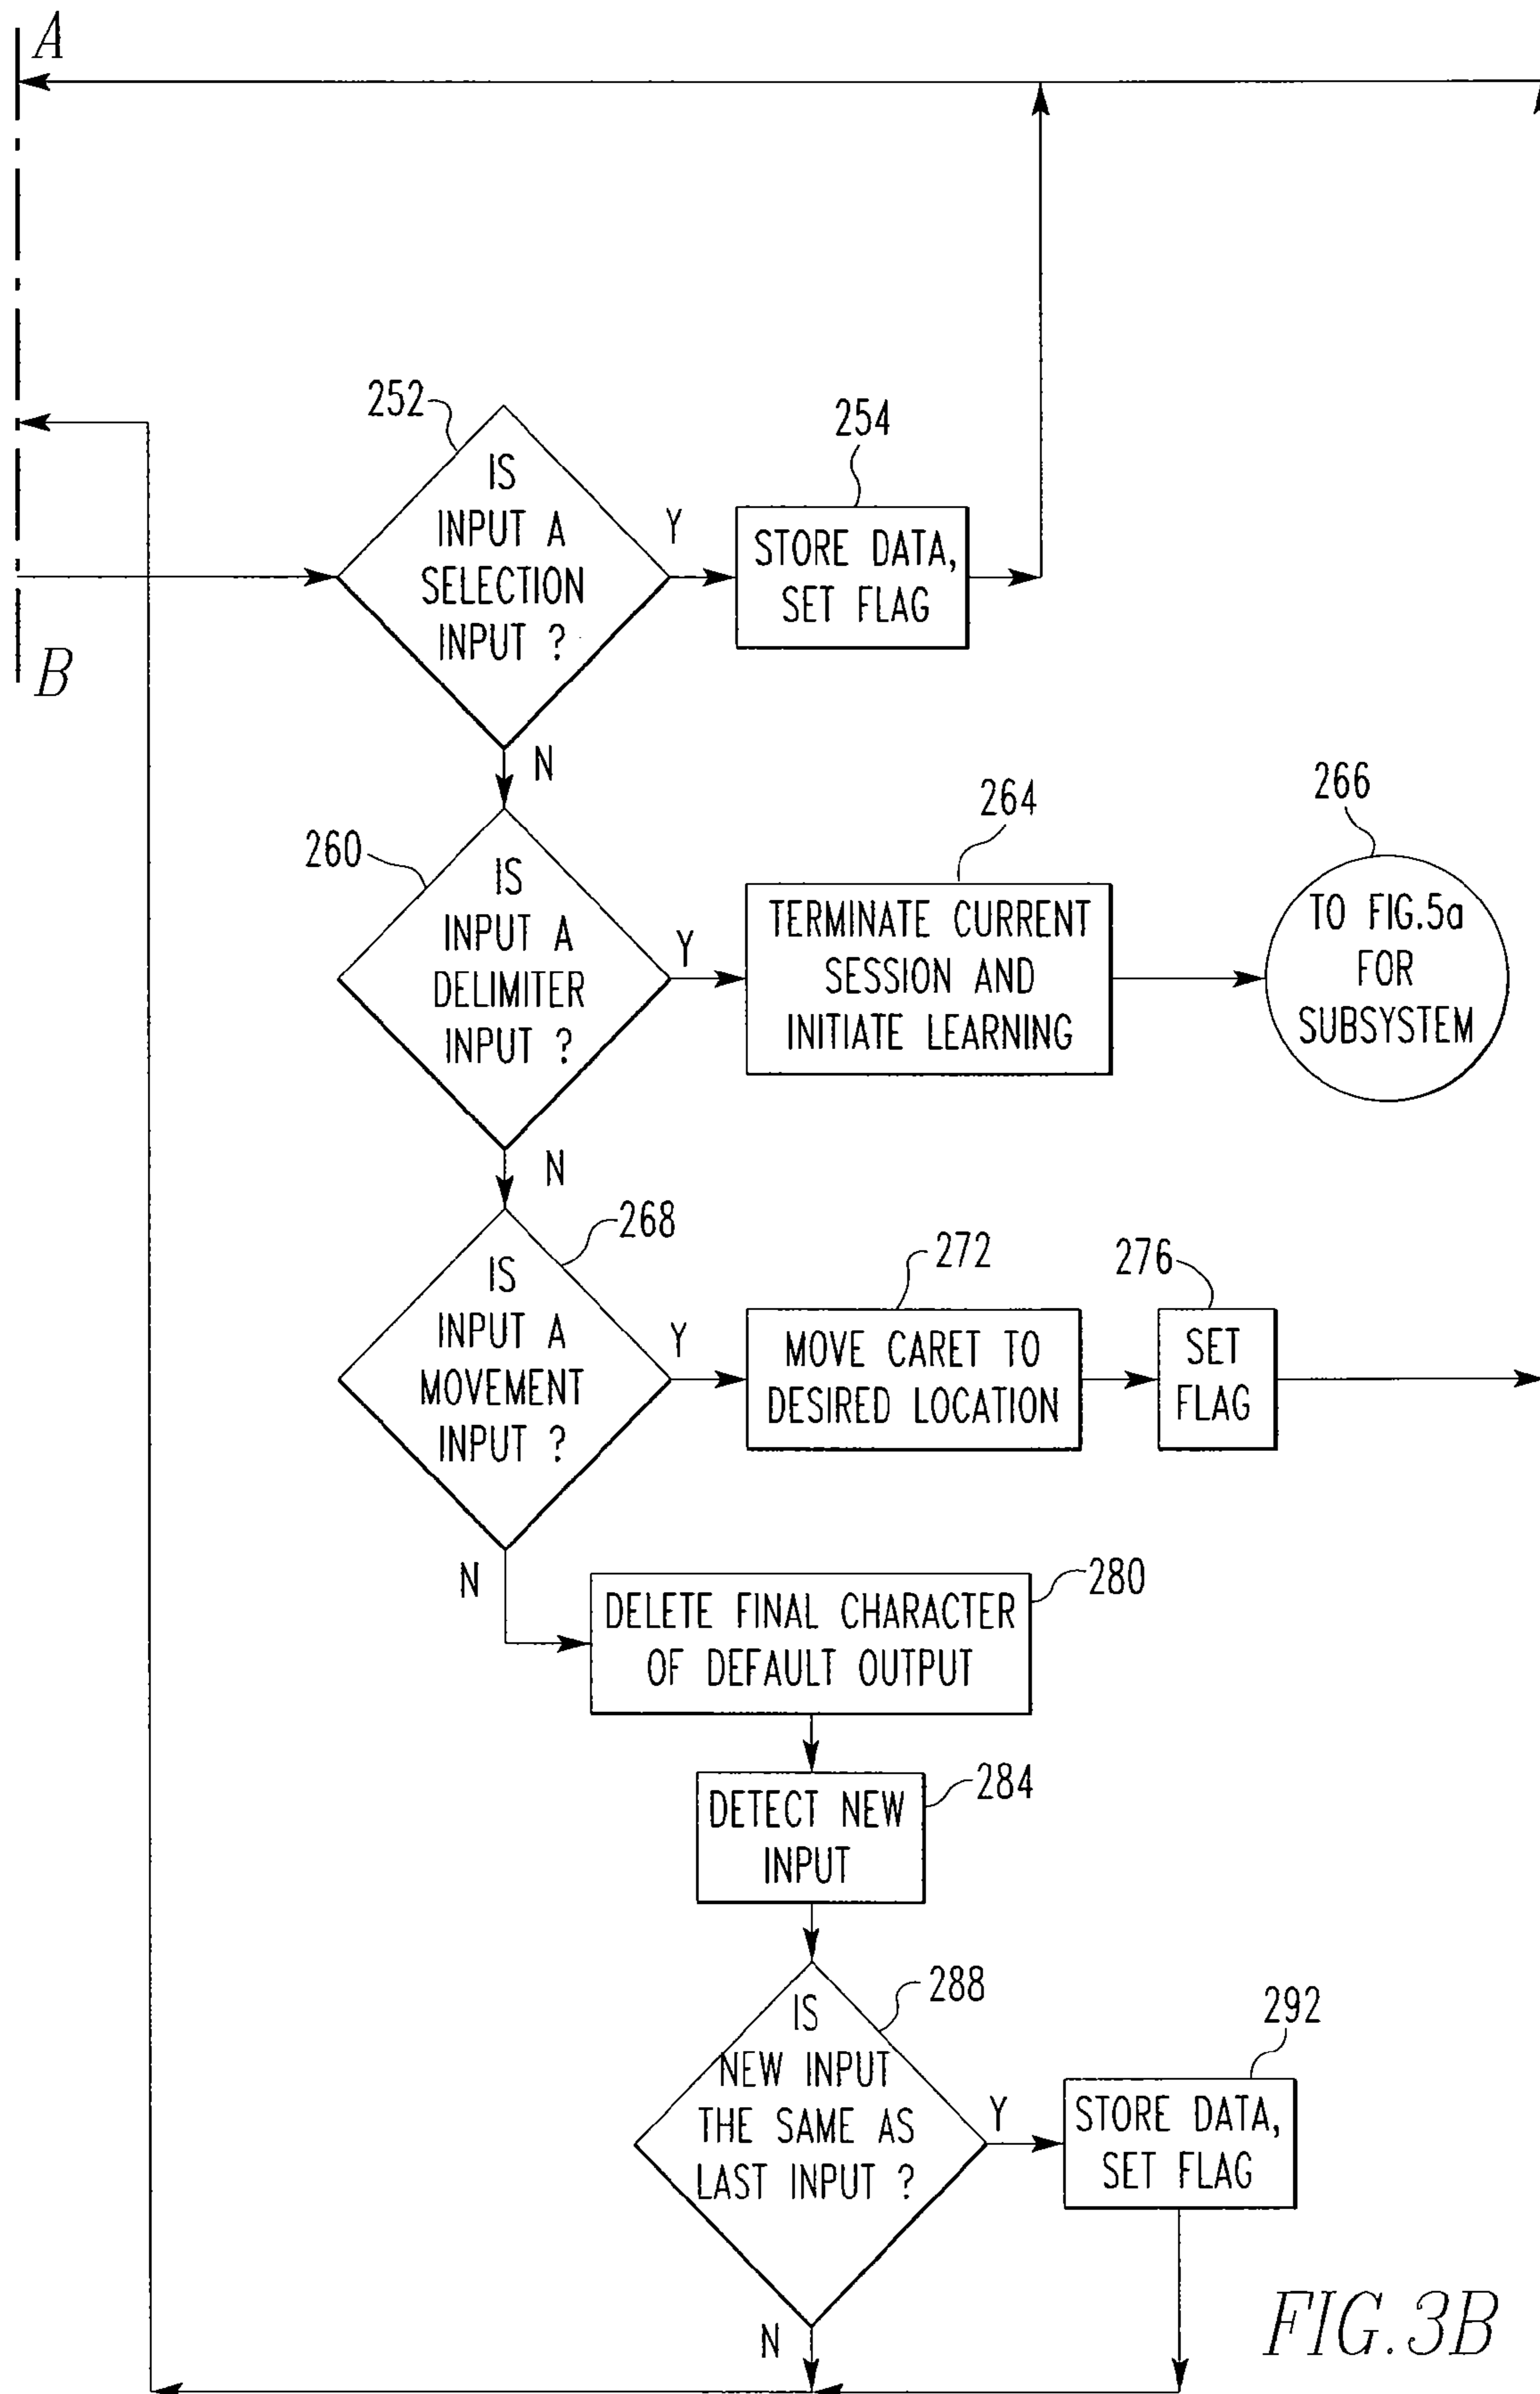 A
252
IS
INPUT A
SELECTION
INPUT ?
Y
254
STORE DATA,
SET FLAG
B
N
260
IS
INPUT A
DELIMITER
INPUT ?
Y
264
TERMINATE CURRENT
SESSION AND
INITIATE LEARNING
266
TO FIG.5a
FOR
SUBSYSTEM
N
268
IS
INPUT A
MOVEMENT
INPUT ?
Y
272
MOVE CARET TO
DESIRED LOCATION
276
SET
FLAG
N
280
DELETE FINAL CHARACTER
OF DEFAULT OUTPUT
284
DETECT NEW
INPUT
288
IS
NEW INPUT
THE SAME AS
LAST INPUT ?
Y
292
STORE DATA,
SET FLAG
N
FIG.3B